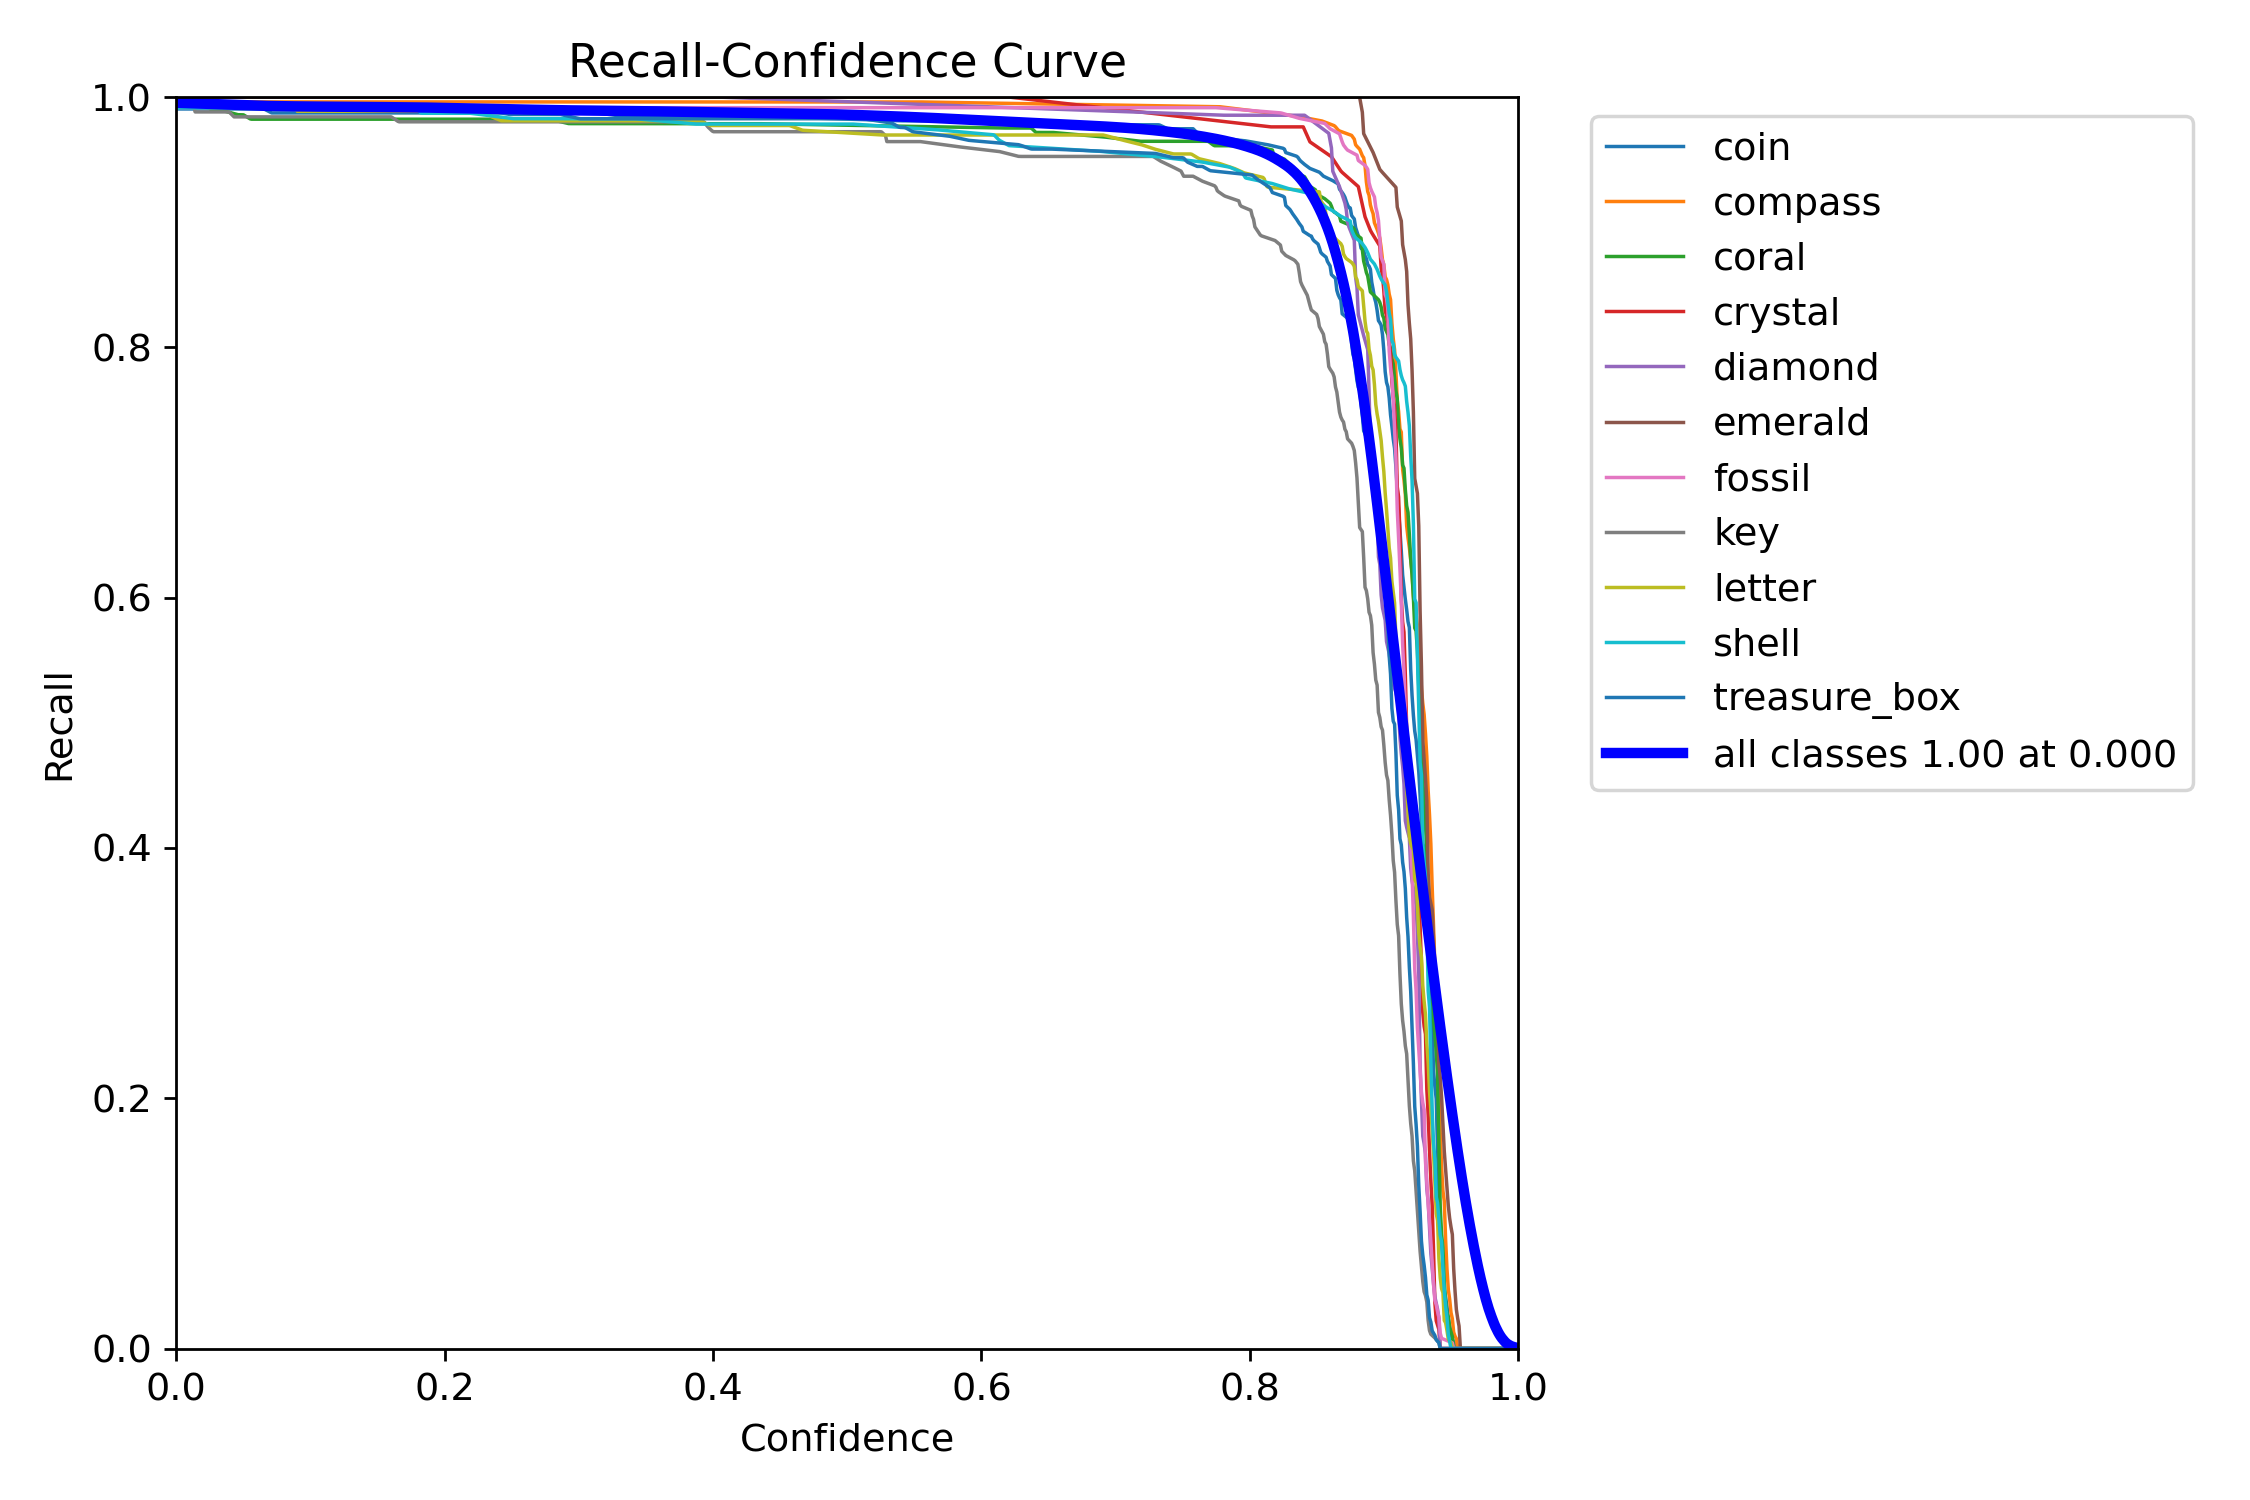 Recall-Confidence Curve
1.0
0.8
0.6
0.4
0.2
0.0
Recall
0.0 0.2 0.4 0.6 0.8 1.0
Confidence
coin
compass
coral
crystal
diamond
emerald
fossil
key
letter
shell
treasure_box
all classes 1.00 at 0.000